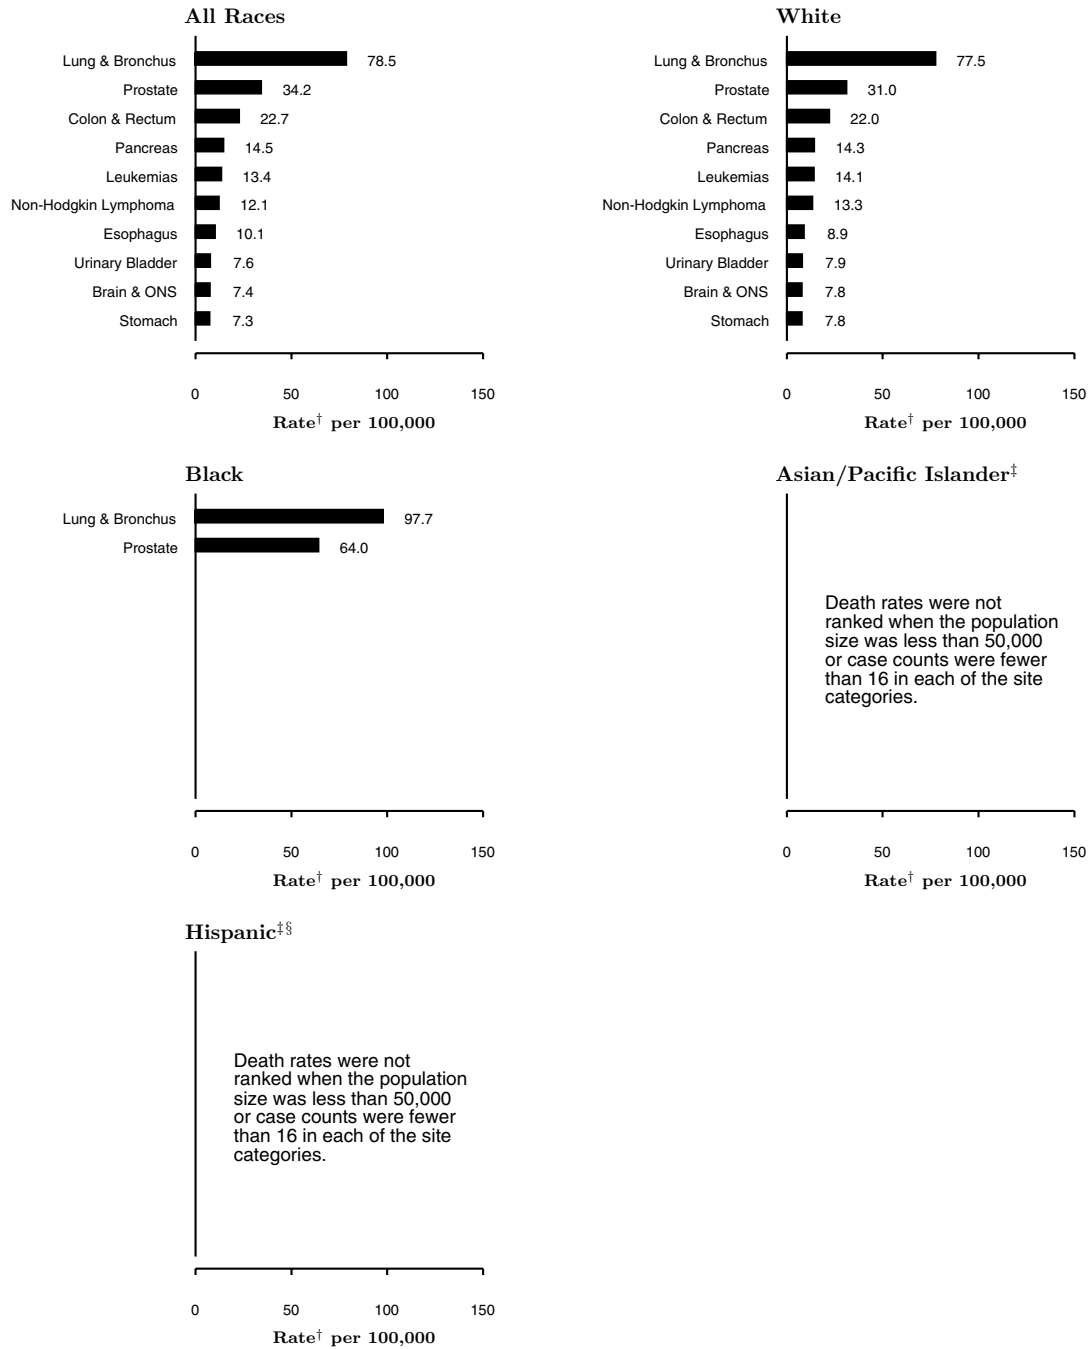 All Races
Lung & Bronchus 78.5
Prostate 34.2
Colon & Rectum 22.7
Pancreas 14.5
Leukemias 13.4
Non-Hodgkin Lymphoma 12.1
Esophagus 10.1
Urinary Bladder 7.6
Brain & ONS 7.4
Stomach 7.3
0 50 100 150
Rate† per 100,000
White
Lung & Bronchus 77.5
Prostate 31.0
Colon & Rectum 22.0
Pancreas 14.3
Leukemias 14.1
Non-Hodgkin Lymphoma 13.3
Esophagus 8.9
Urinary Bladder 7.9
Brain & ONS 7.8
Stomach 7.8
0 50 100 150
Rate† per 100,000
Black
Lung & Bronchus 97.7
Prostate 64.0
0 50 100 150
Rate† per 100,000
Asian/Pacific Islander‡
Death rates were not
ranked when the population
size was less than 50,000
or case counts were fewer
than 16 in each of the site
categories.
0 50 100 150
Rate† per 100,000
Hispanic‡§
Death rates were not
ranked when the population
size was less than 50,000
or case counts were fewer
than 16 in each of the site
categories.
0 50 100 150
Rate† per 100,000